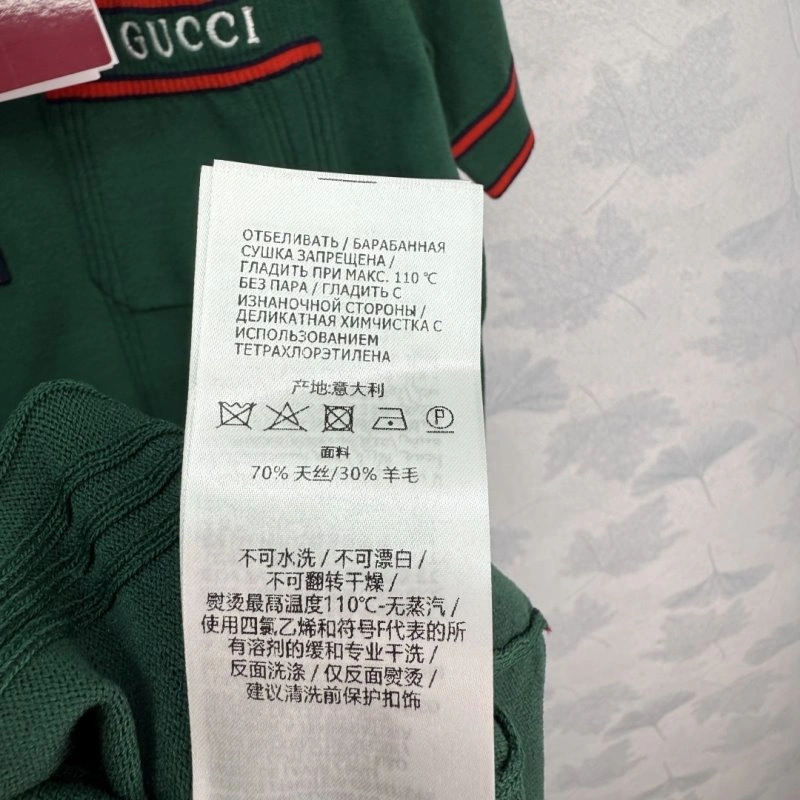 GUCCI
ОТБЕЛИВАТЬ / БАРАБАННАЯ
СУШКА ЗАПРЕЩЕНА /
ГЛАДИТЬ ПРИ МАКС. 110 ℃
БЕЗ ПАРА / ГЛАДИТЬ С
ИЗНАНОЧНОЙ СТОРОНЫ /
ДЕЛИКАТНАЯ ХИМЧИСТКА С
ИСПОЛЬЗОВАНИЕМ
ТЕТРАХЛОРЭТИЛЕНА
产地:意大利
P
面料
70% 天丝/30% 羊毛
不可水洗 / 不可漂白 /
不可翻转干燥 /
熨烫最高温度110℃-无蒸汽 /
使用四氯乙烯和符号F代表的所
有溶剂的缓和专业干洗 /
反面洗涤 / 仅反面熨烫 /
建议清洗前保护扣饰